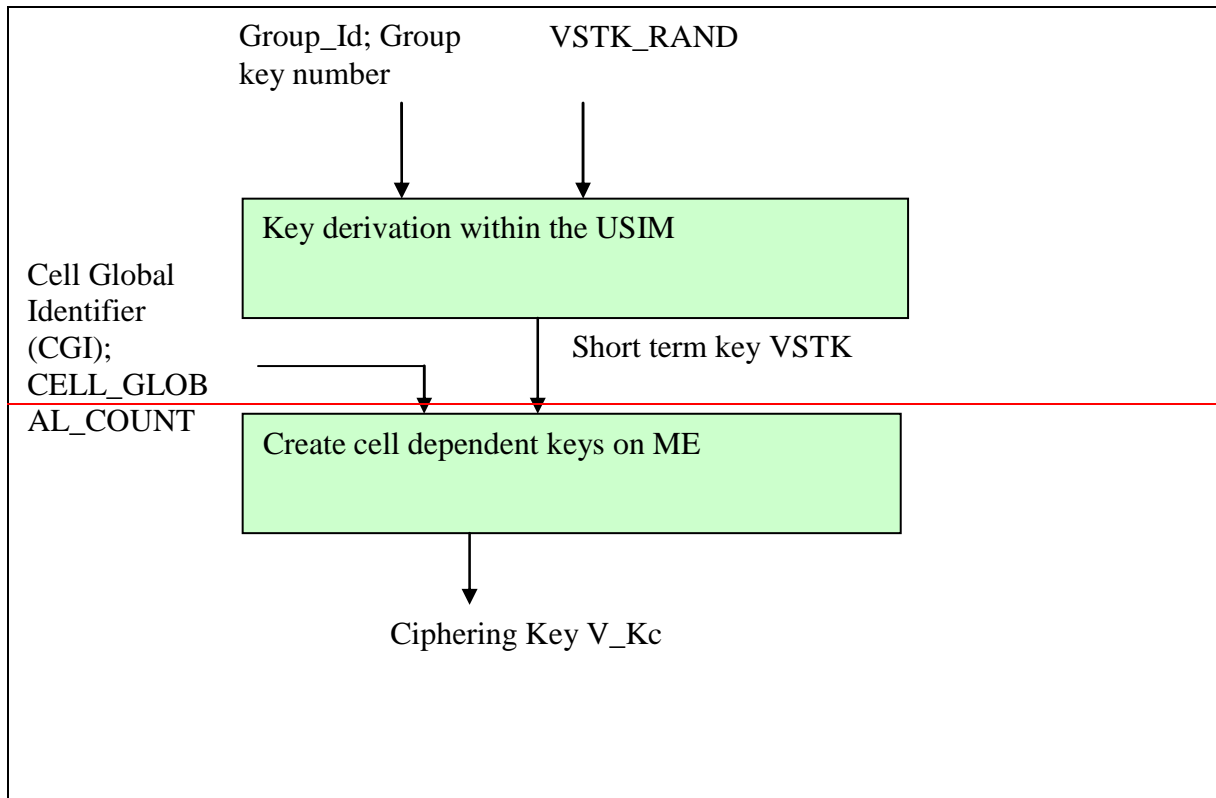 Group_Id; Group
key number
VSTK_RAND
Key derivation within the USIM
Cell Global
Identifier
(CGI);
CELL_GLOB
AL_COUNT
Short term key VSTK
Create cell dependent keys on ME
Ciphering Key V_Kc